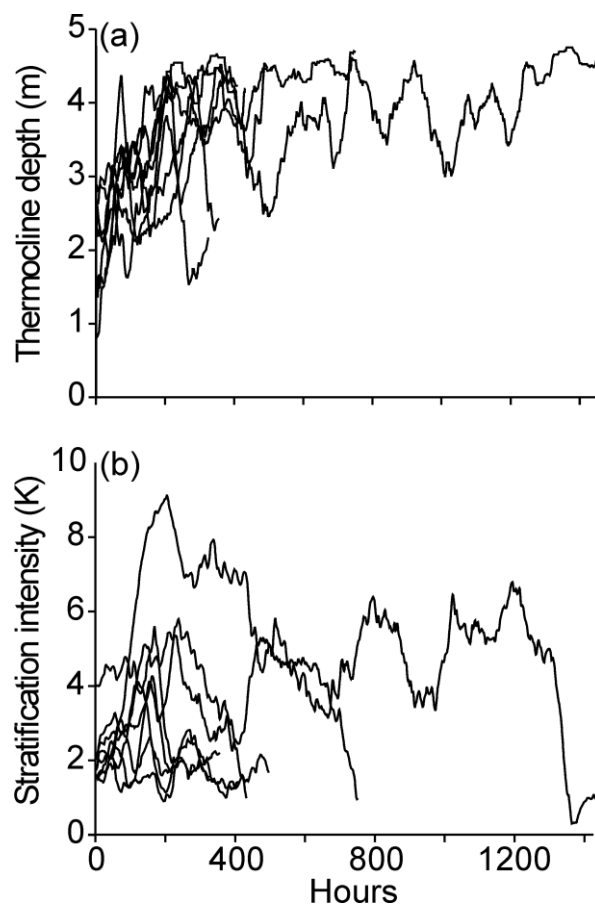 (a)
Thermocline depth (m)
5
4
3
2
1
0
(b)
Stratification intensity (K)
10
8
6
4
2
0
0 400 800 1200
Hours